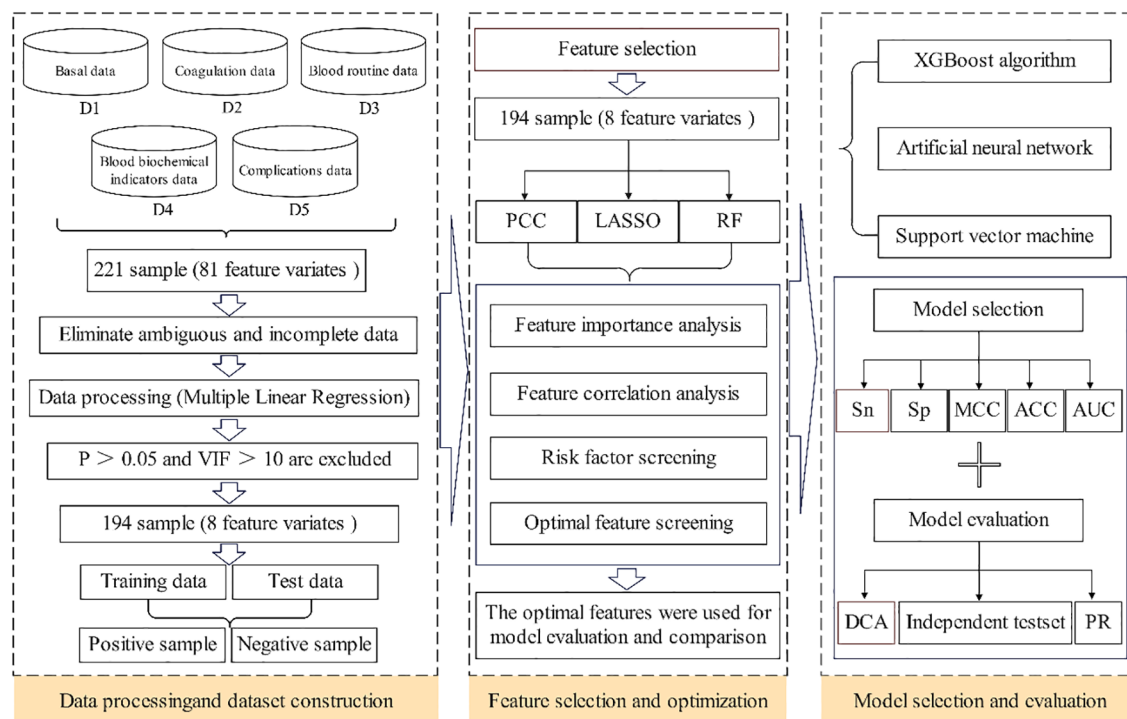 Basal data
D1
Coagulation data
D2
Blood routine data
D3
Blood biochemical
indicators data
D4
Complications data
D5
221 sample (81 feature variates )
Eliminate ambiguous and incomplete data
Data processing (Multiple Linear Regression)
P > 0.05 and VIF > 10 are excluded
194 sample (8 feature variates )
Training data
Test data
Positive sample
Negative sample
Data processingand dataset construction
Feature selection
194 sample (8 feature variates )
PCC
LASSO
RF
Feature importance analysis
Feature correlation analysis
Risk factor screening
Optimal feature screening
The optimal features were used for
model evaluation and comparison
Feature selection and optimization
XGBoost algorithm
Artificial neural network
Support vector machine
Model selection
Sn
Sp
MCC
ACC
AUC
Model evaluation
DCA
Independent testset
PR
Model selection and evaluation